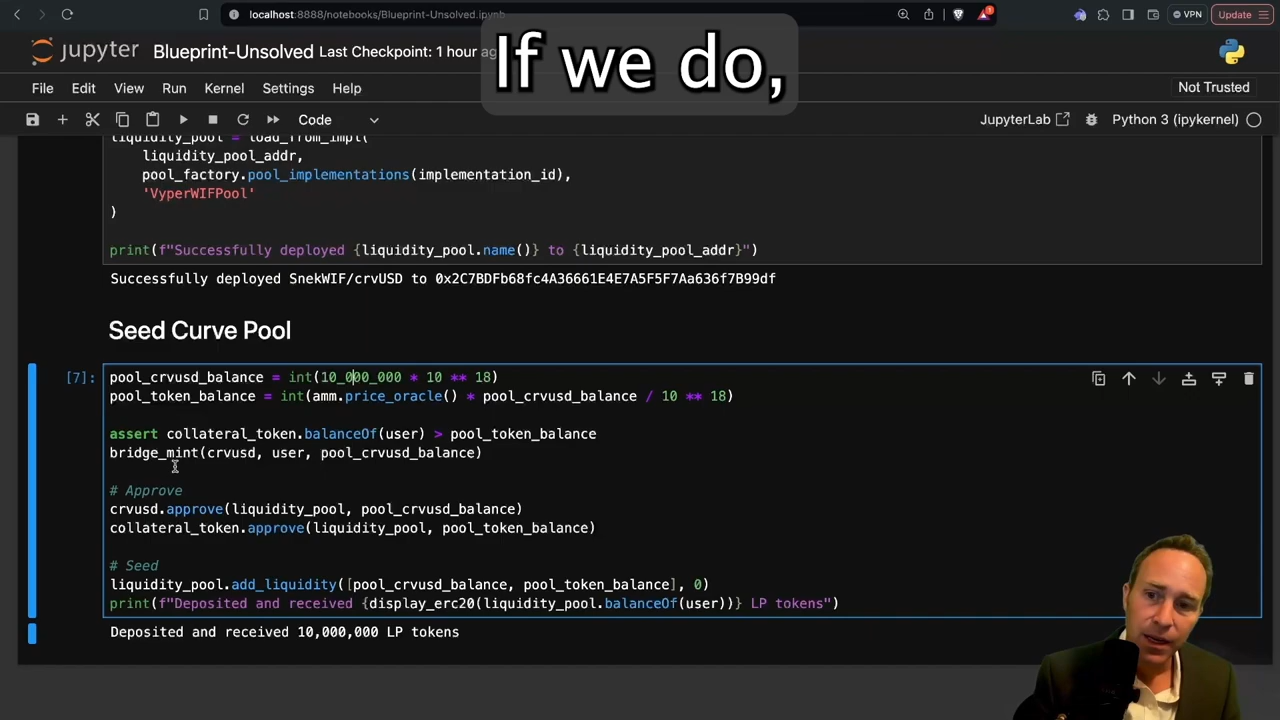 localhost:8888/notebooks/Blueprint-Unsolved.ipynb
VPN
Update
jupyter Blueprint-Unsolved Last Checkpoint: 1 hour ag
If we do,
File Edit View Run Kernel Settings Help
Not Trusted
Code
JupyterLab
Python 3 (ipykernel)
liquidity_pool = load_from_impl(
liquidity_pool_addr,
pool_factory.pool_implementations(implementation_id),
'VyperWIFPool'
)
print(f"Successfully deployed {liquidity_pool.name()} to {liquidity_pool_addr}")
Successfully deployed SnekWIF/crvUSD to 0x2C7BDFb68fc4A36661E4E7A5F5F7Aa636f7B99df
Seed Curve Pool
[7]:
pool_crvusd_balance = int(10_000_000 * 10 ** 18)
pool_token_balance = int(amm.price_oracle() * pool_crvusd_balance / 10 ** 18)
assert collateral_token.balanceOf(user) > pool_token_balance
bridge_mint(crvusd, user, pool_crvusd_balance)
# Approve
crvusd.approve(liquidity_pool, pool_crvusd_balance)
collateral_token.approve(liquidity_pool, pool_token_balance)
# Seed
liquidity_pool.add_liquidity([pool_crvusd_balance, pool_token_balance], 0)
print(f"Deposited and received {display_erc20(liquidity_pool.balanceOf(user))} LP tokens")
Deposited and received 10,000,000 LP tokens